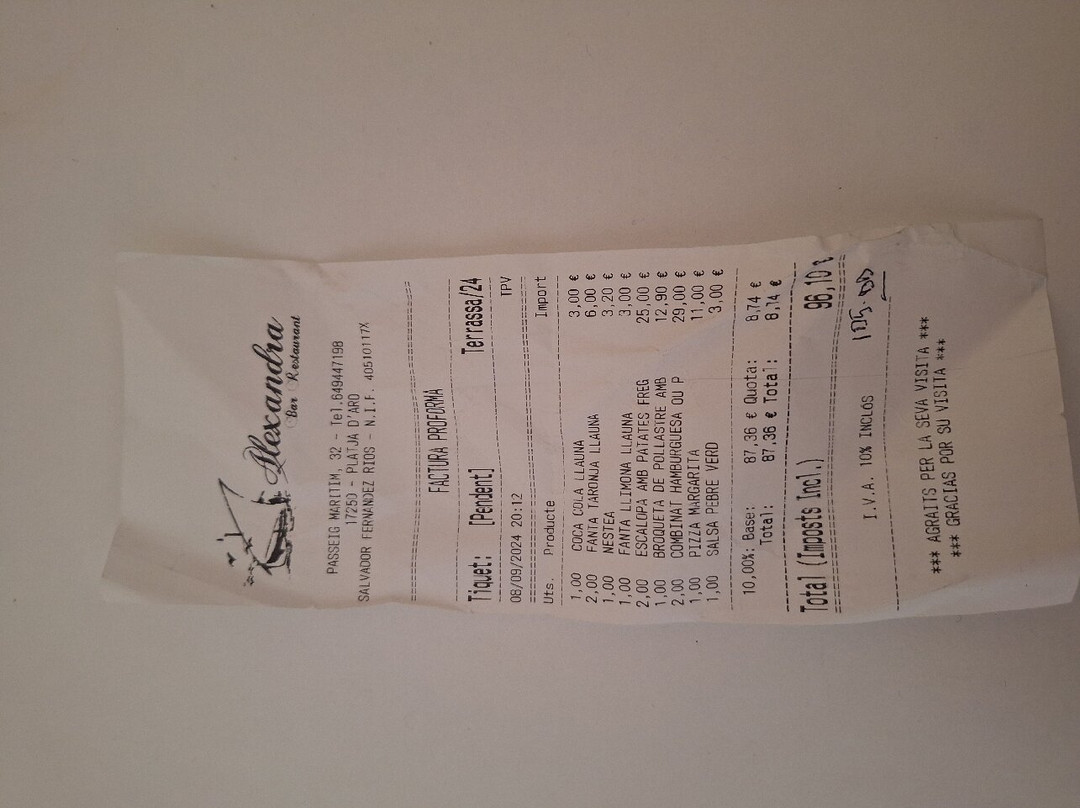 Alexandra
Bar Restaurant
PASSEIG MARITIM, 32 - Tel.649447198
17250 - PLATJA D'ARO
SALVADOR FERNANDEZ RIOS - N.I.F. 40510117X
FACTURA PROFORMA
Tiquet: [Pendent] Terrassa/24
08/09/2024 20:12 TPV
Uts. Producte Import
1,00 COCA COLA LLAUNA 3,00 €
2,00 FANTA TARONJA LLAUNA 6,00 €
1,00 NESTEA 3,20 €
1,00 FANTA LLIMONA LLAUNA 3,00 €
2,00 ESCALOPA AMB PATATES FREG 25,00 €
1,00 BROQUETA DE POLLASTRE AMB 12,90 €
2,00 COMBINAT HAMBURGUESA OU P 29,00 €
1,00 PIZZA MARGARITA 11,00 €
1,00 SALSA PEBRE VERD 3,00 €
10,00%: Base: 87,36 € Quota: 8,74 €
Total: 87,36 € Total: 8,74 €
Total (Imposts Incl.) 96,10 €
I.V.A. 10% INCLOS
*** AGRAITS PER LA SEVA VISITA ***
*** GRACIAS POR SU VISITA ***